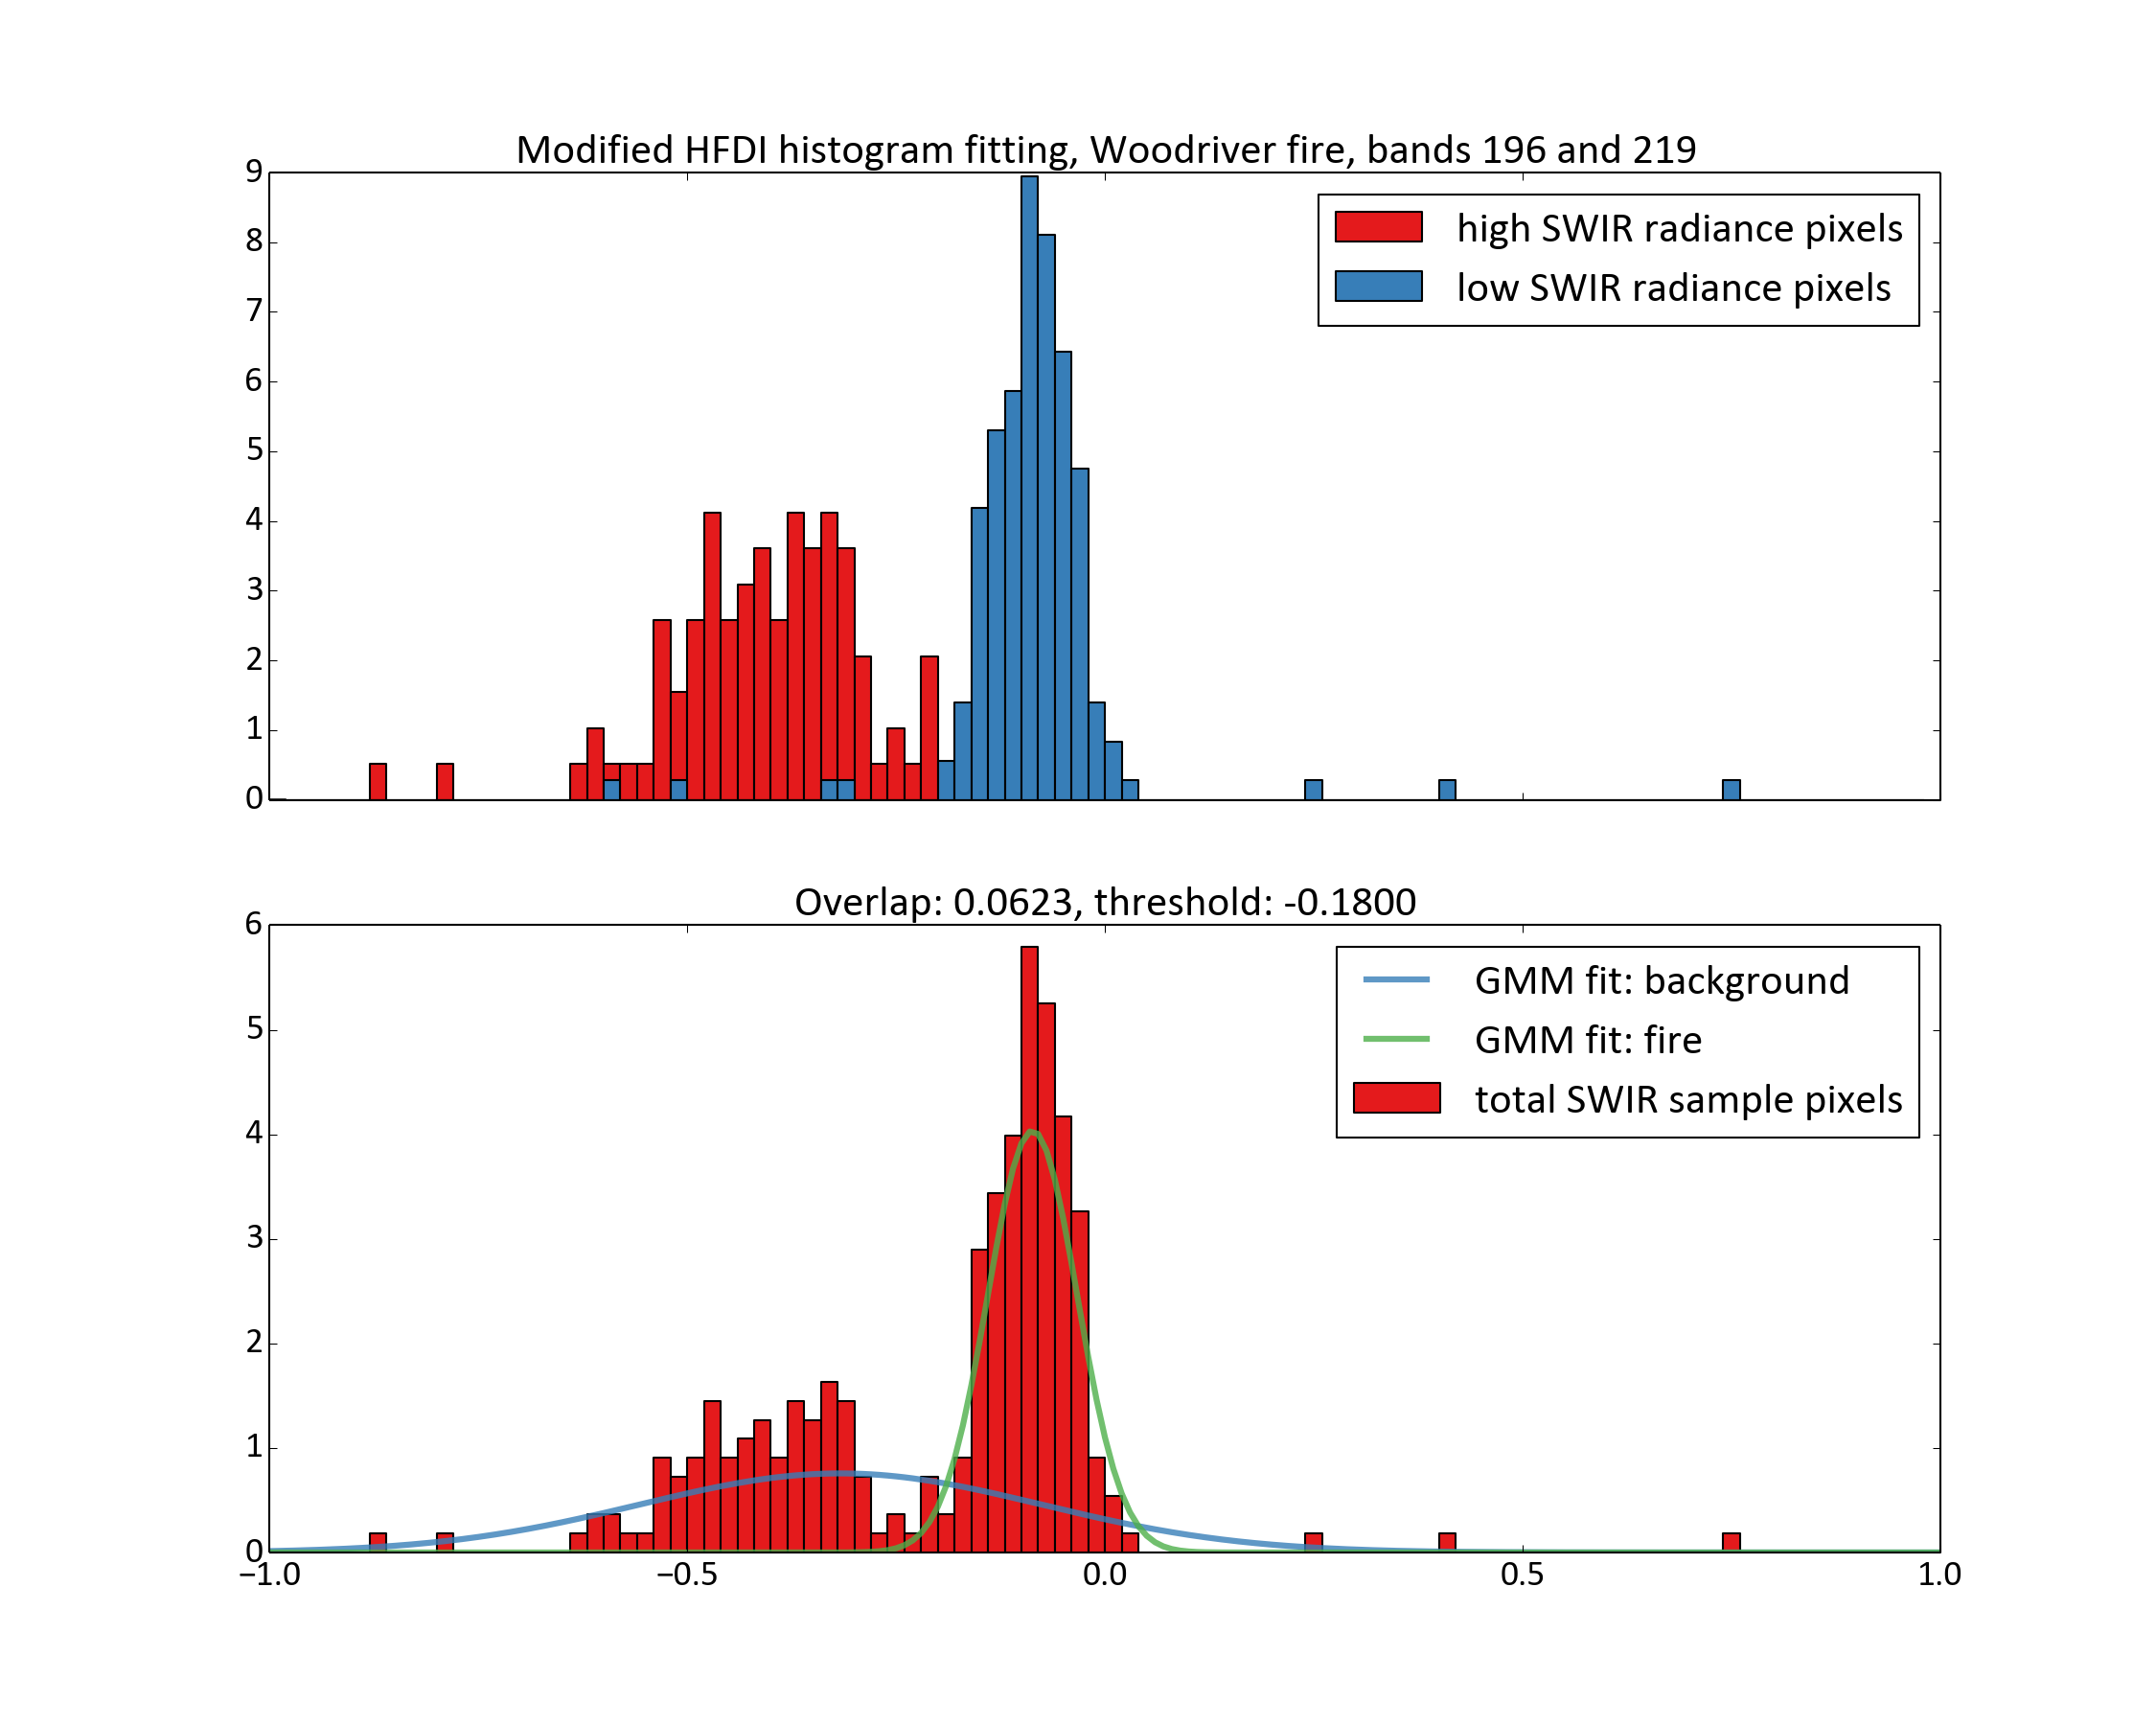 Modified HFDI histogram fitting, Woodriver fire, bands 196 and 219
9
8
7
6
5
4
3
2
1
0
high SWIR radiance pixels
low SWIR radiance pixels
Overlap: 0.0623, threshold: -0.1800
6
5
4
3
2
1
0
GMM fit: background
GMM fit: fire
total SWIR sample pixels
−1.0 −0.5 0.0 0.5 1.0